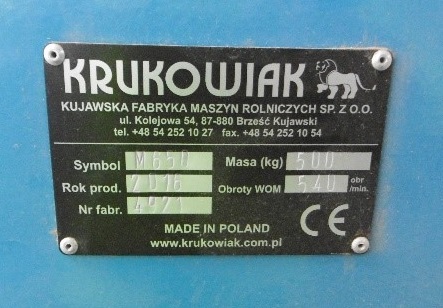 KRUKOWIAK
KUJAWSKA FABRYKA MASZYN ROLNICZYCH SP. Z O.O.
ul. Kolejowa 54, 87-880 Brześć Kujawski
tel. +48 54 252 10 27 fax. +48 54 252 10 54
Symbol M650 Masa (kg) 500
Rok prod. 2016 Obroty WOM 540 obr/min.
Nr fabr. 4921
MADE IN POLAND CE
www.krukowiak.com.pl